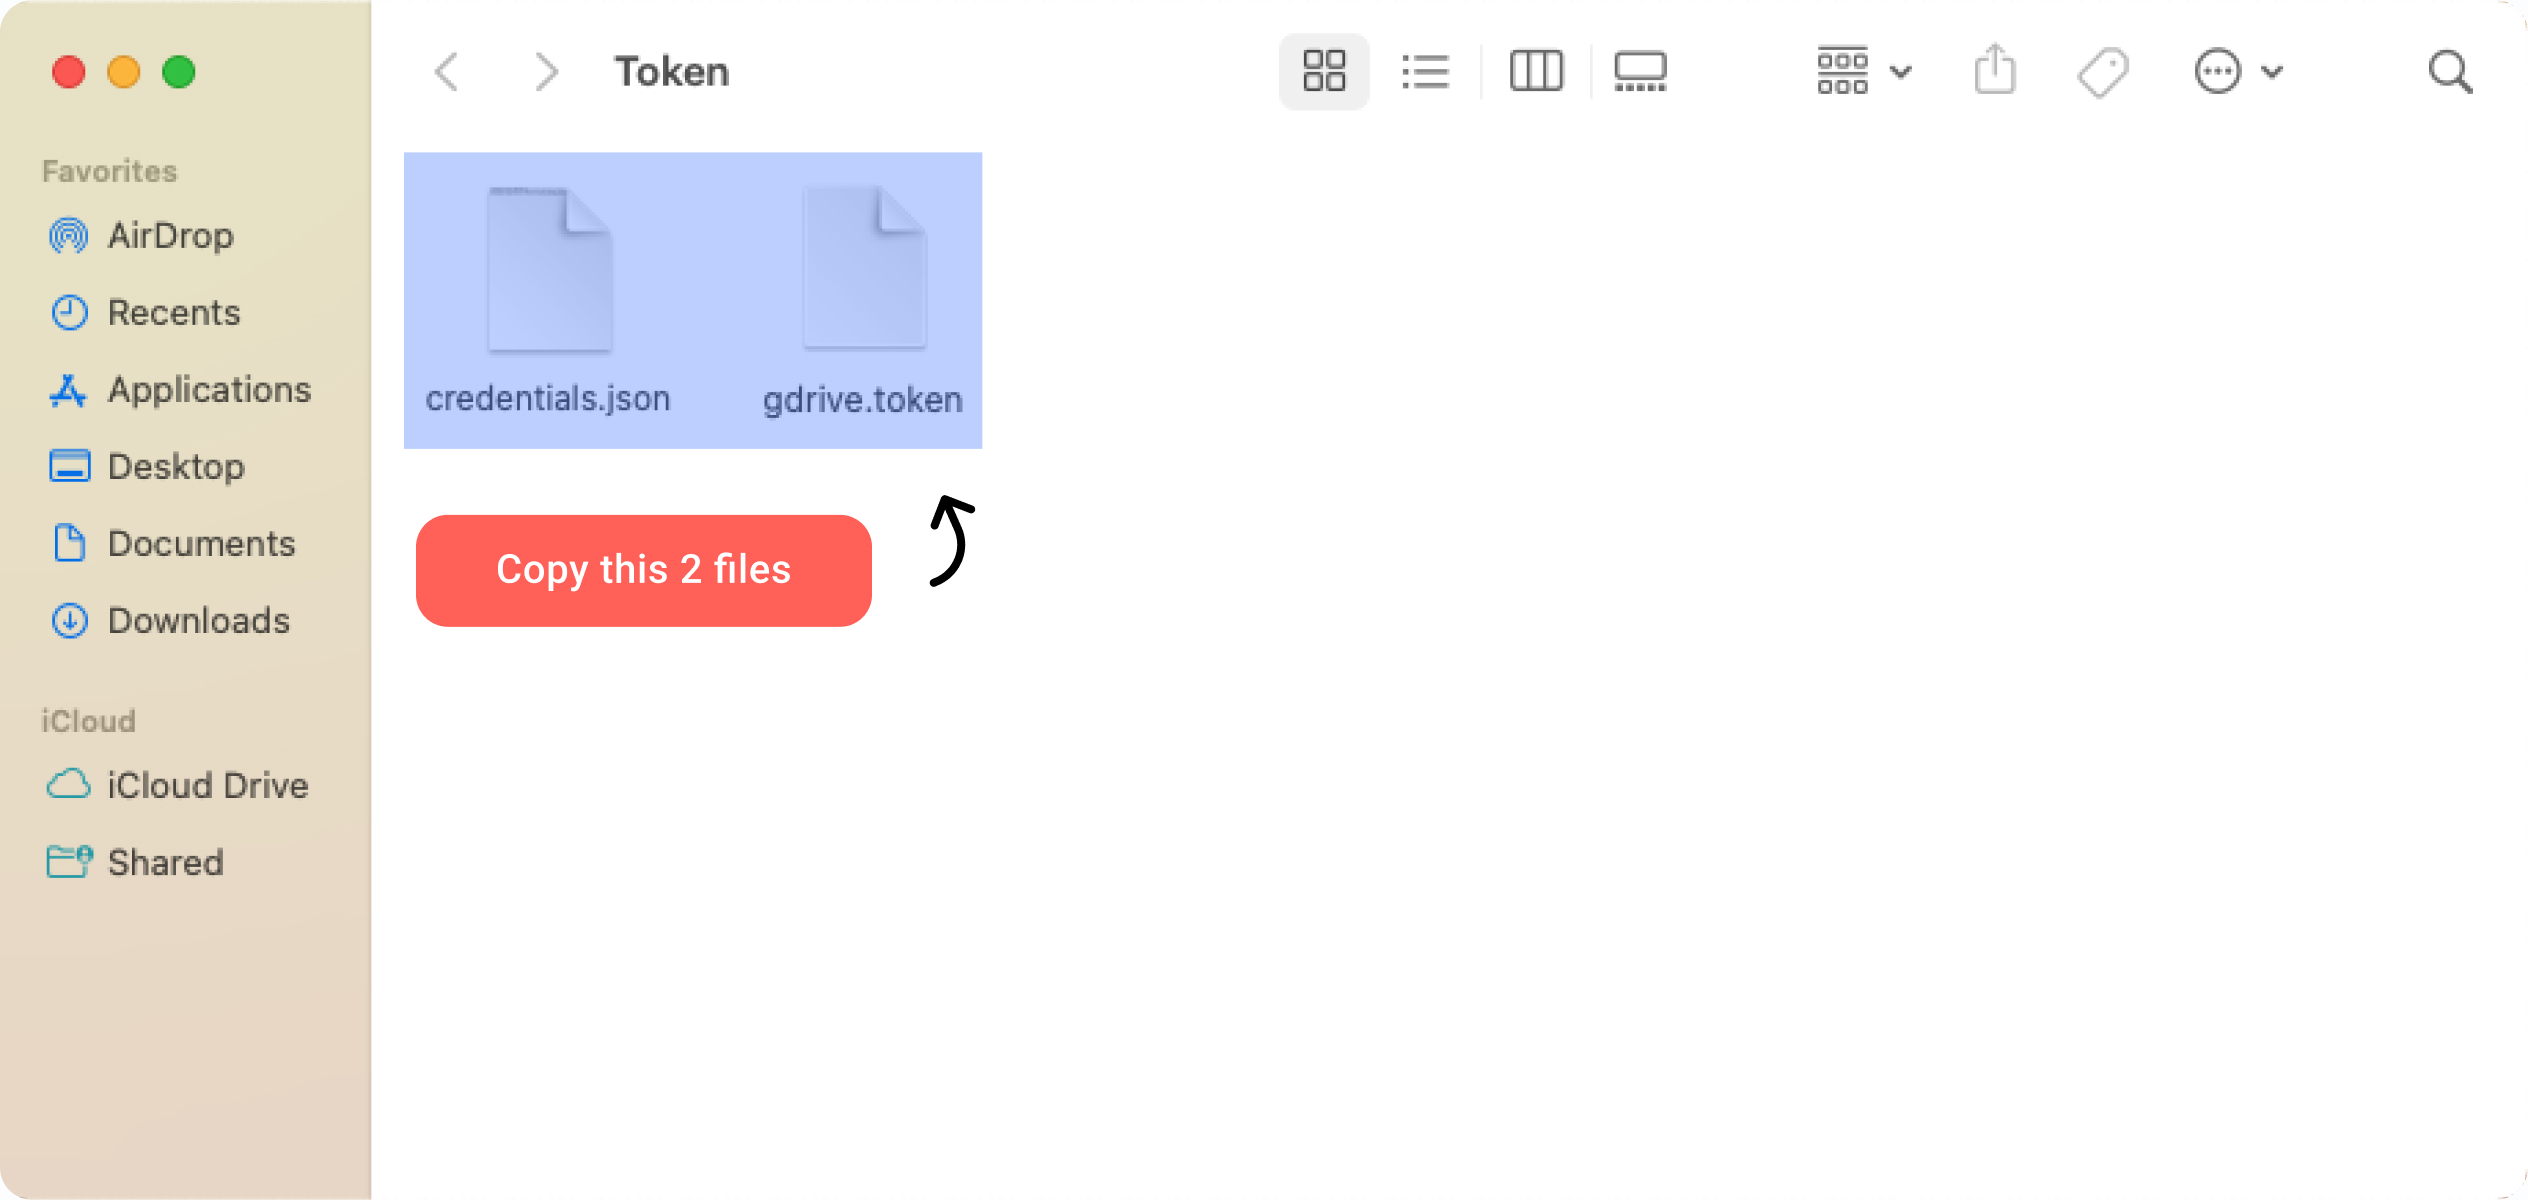 Token
Favorites
AirDrop
Recents
Applications
Desktop
Documents
Downloads
iCloud
iCloud Drive
Shared
credentials.json
gdrive.token
Copy this 2 files